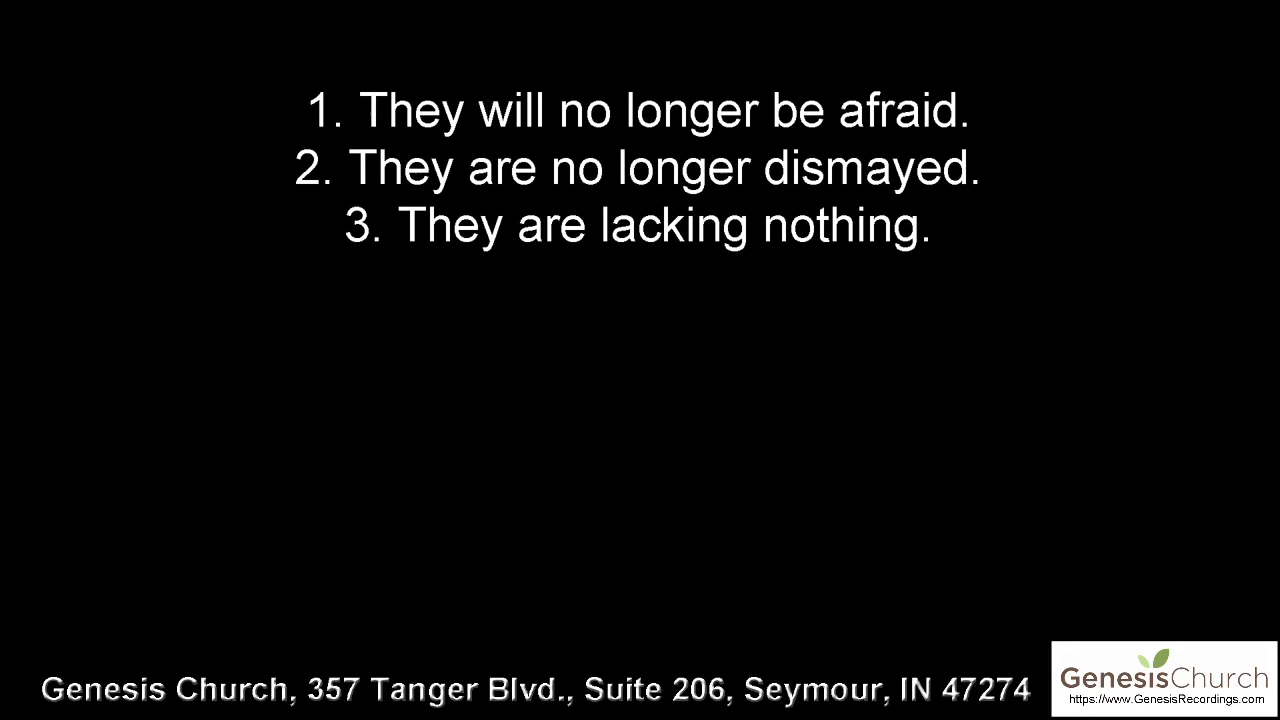 1. They will no longer be afraid.
2. They are no longer dismayed.
3. They are lacking nothing.
Genesis Church, 357 Tanger Blvd., Suite 206, Seymour, IN 47274
GenesisChurch
https://www.GenesisRecordings.com